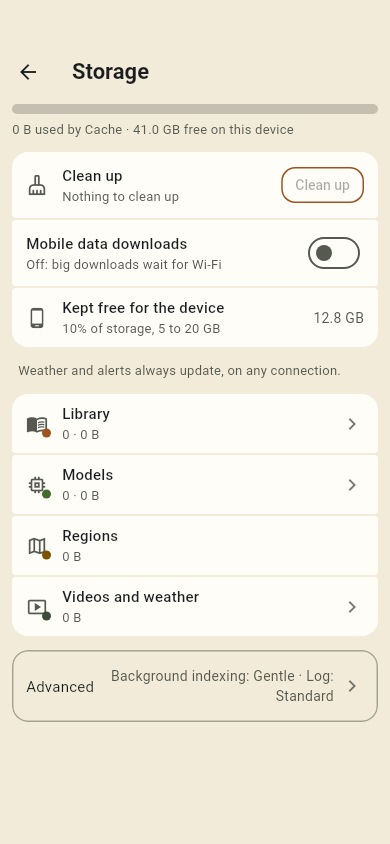 Storage
0 B used by Cache · 41.0 GB free on this device
Clean up
Nothing to clean up
Clean up
Mobile data downloads
Off: big downloads wait for Wi-Fi
Kept free for the device
10% of storage, 5 to 20 GB
12.8 GB
Weather and alerts always update, on any connection.
Library
0 · 0 B
Models
0 · 0 B
Regions
0 B
Videos and weather
0 B
Advanced
Background indexing: Gentle · Log:
Standard